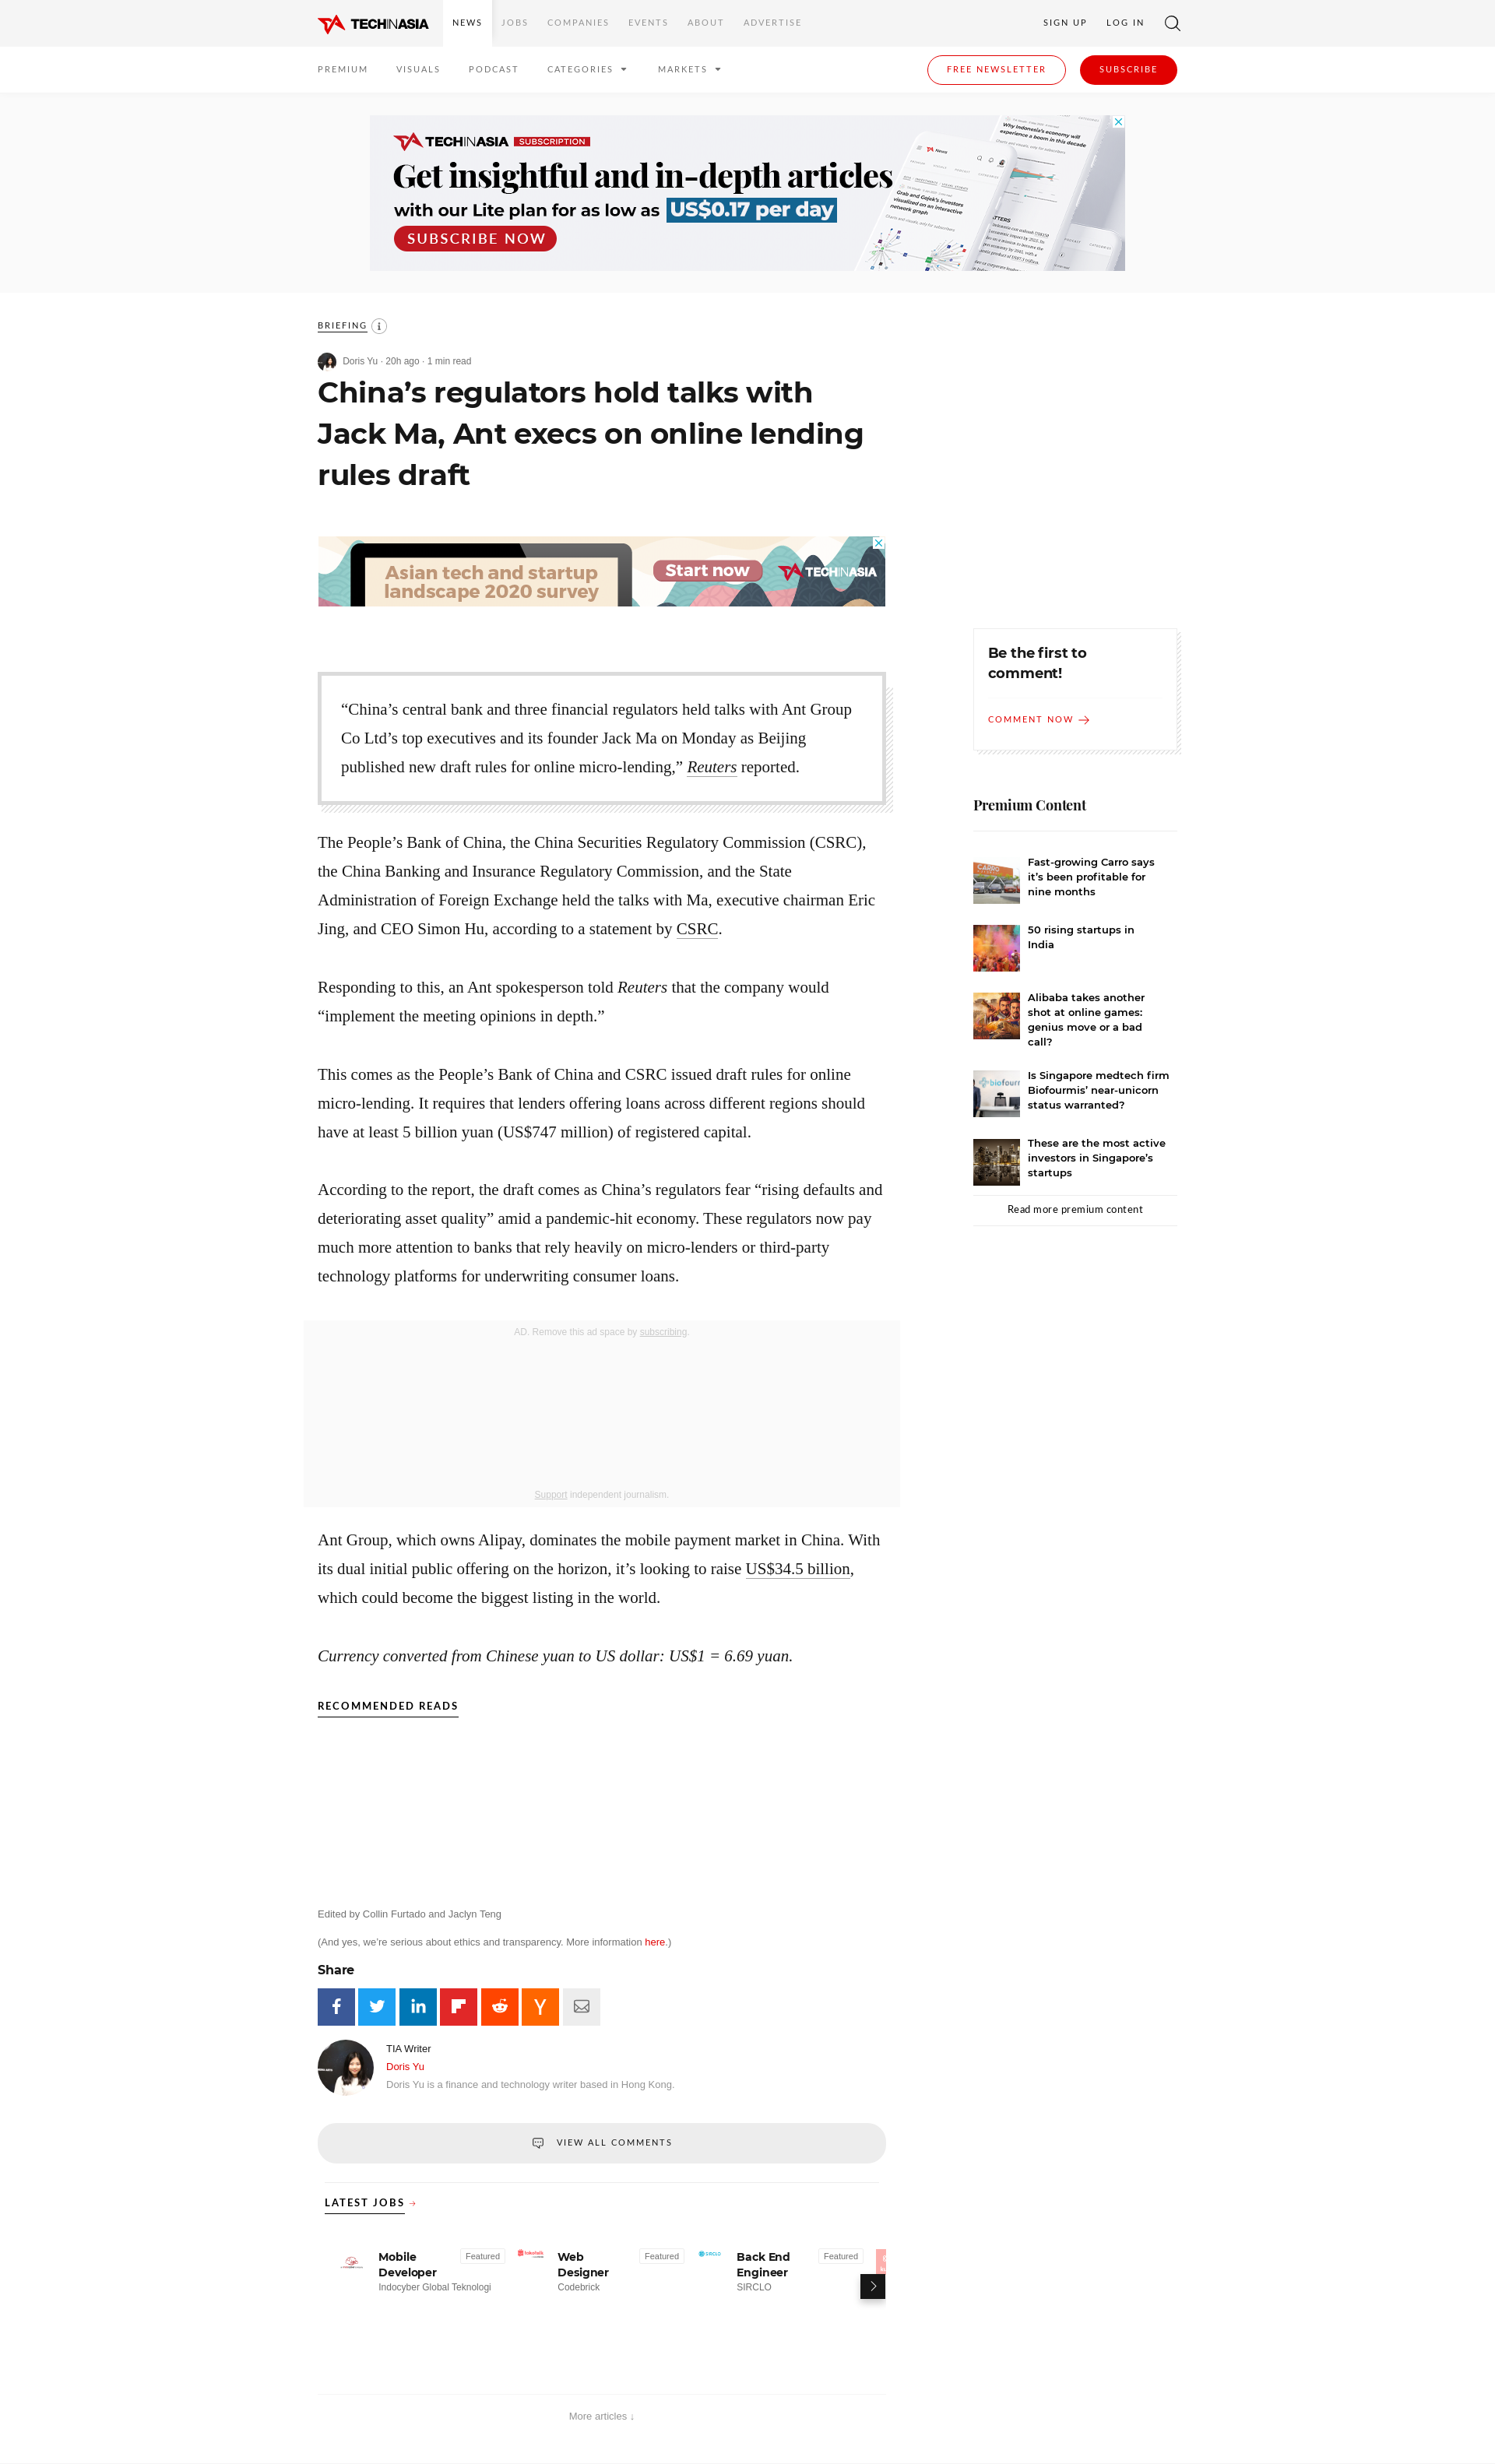 TECHINASIA
NEWS
JOBS
COMPANIES
EVENTS
ABOUT
ADVERTISE
SIGN UP
LOG IN
PREMIUM
VISUALS
PODCAST
CATEGORIES
MARKETS
FREE NEWSLETTER
SUBSCRIBE
TECHINASIA SUBSCRIPTION
Get insightful and in-depth articles
with our Lite plan for as low as US$0.17 per day
SUBSCRIBE NOW
BRIEFING
Doris Yu · 20h ago · 1 min read
China’s regulators hold talks with
Jack Ma, Ant execs on online lending
rules draft
Asian tech and startup
landscape 2020 survey
Start now
TECHINASIA
“China’s central bank and three financial regulators held talks with Ant Group
Co Ltd’s top executives and its founder Jack Ma on Monday as Beijing
published new draft rules for online micro-lending,” Reuters reported.
The People’s Bank of China, the China Securities Regulatory Commission (CSRC),
the China Banking and Insurance Regulatory Commission, and the State
Administration of Foreign Exchange held the talks with Ma, executive chairman Eric
Jing, and CEO Simon Hu, according to a statement by CSRC.
Responding to this, an Ant spokesperson told Reuters that the company would
“implement the meeting opinions in depth.”
This comes as the People’s Bank of China and CSRC issued draft rules for online
micro-lending. It requires that lenders offering loans across different regions should
have at least 5 billion yuan (US$747 million) of registered capital.
According to the report, the draft comes as China’s regulators fear “rising defaults and
deteriorating asset quality” amid a pandemic-hit economy. These regulators now pay
much more attention to banks that rely heavily on micro-lenders or third-party
technology platforms for underwriting consumer loans.
AD. Remove this ad space by subscribing.
Support independent journalism.
Ant Group, which owns Alipay, dominates the mobile payment market in China. With
its dual initial public offering on the horizon, it’s looking to raise US$34.5 billion,
which could become the biggest listing in the world.
Currency converted from Chinese yuan to US dollar: US$1 = 6.69 yuan.
RECOMMENDED READS
Edited by Collin Furtado and Jaclyn Teng
(And yes, we’re serious about ethics and transparency. More information here.)
Share
TIA Writer
Doris Yu
Doris Yu is a finance and technology writer based in Hong Kong.
VIEW ALL COMMENTS
LATEST JOBS →
Mobile
Developer
Indocyber Global Teknologi
Featured
Web
Designer
Codebrick
Featured
Back End
Engineer
SIRCLO
Featured
More articles ↓
Be the first to
comment!
COMMENT NOW
Premium Content
Fast-growing Carro says
it’s been profitable for
nine months
50 rising startups in
India
Alibaba takes another
shot at online games:
genius move or a bad
call?
Is Singapore medtech firm
Biofourmis’ near-unicorn
status warranted?
These are the most active
investors in Singapore’s
startups
Read more premium content